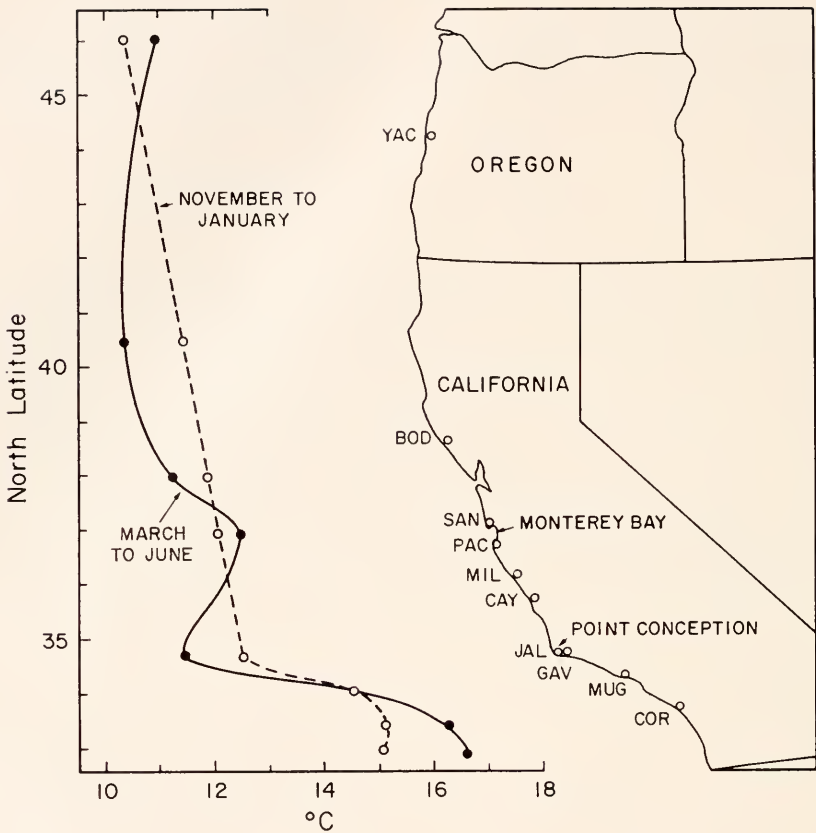 45
40
35
North Latitude
NOVEMBER TO
JANUARY
MARCH
TO JUNE
10
12
14
16
18
°C
YAC
OREGON
CALIFORNIA
BOD
SAN
MONTEREY BAY
PAC
MIL
CAY
POINT CONCEPTION
JAL
GAV
MUG
COR